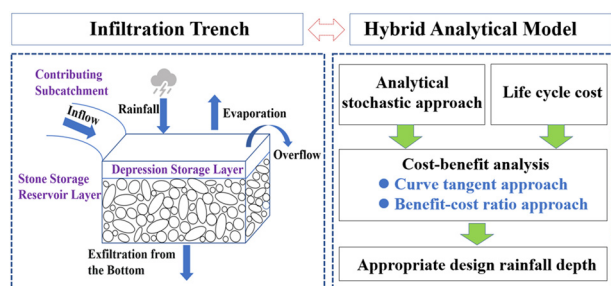 Infiltration Trench
Hybrid Analytical Model
Contributing
Subcatchment
Inflow
Rainfall
Evaporation
Overflow
Depression Storage Layer
Stone Storage
Reservoir Layer
Exfiltration from
the Bottom
Analytical
stochastic approach
Life cycle cost
Cost-benefit analysis
Curve tangent approach
Benefit-cost ratio approach
Appropriate design rainfall depth